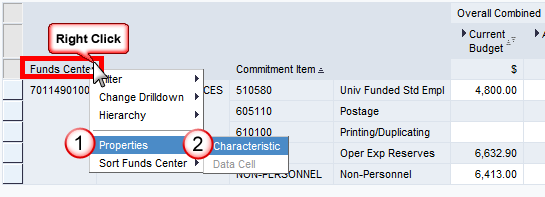 Overall Combined
Right Click
Current
Budget
Funds Center
Commitment Item
$
Filter
7011490100 CES 510580 Univ Funded Std Empl 4,800.00
Change Drilldown
605110 Postage
Hierarchy
610100 Printing/Duplicating
1 Properties 2 Characteristic
Oper Exp Reserves 6,632.90
Sort Funds Center Data Cell
NON-PERSONNEL Non-Personnel 6,413.00